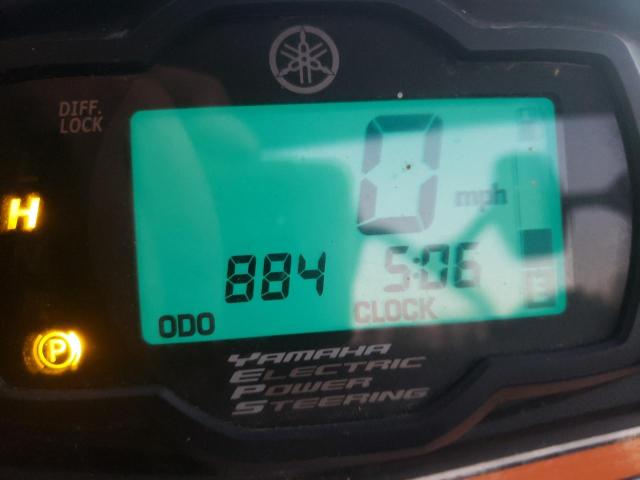 DIFF.
LOCK
0 mph
H
884 5:06
ODO CLOCK
E
P
YAMAHA
ELECTRIC
POWER
STEERING